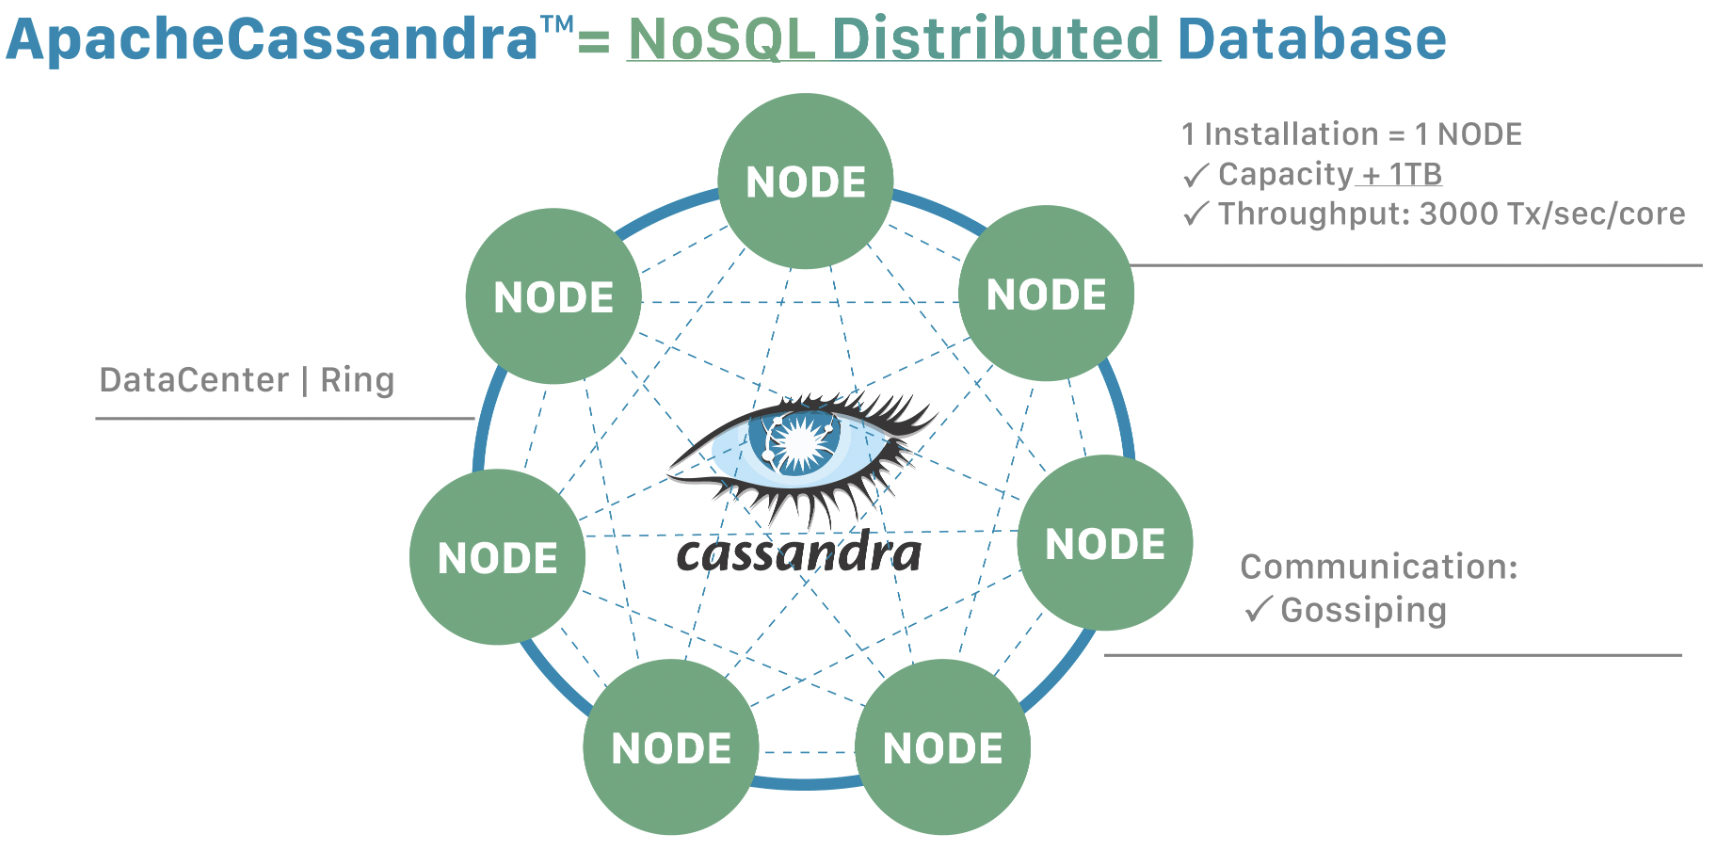 ApacheCassandra™= NoSQL Distributed Database
1 Installation = 1 NODE
✓ Capacity + 1TB
✓ Throughput: 3000 Tx/sec/core
NODE
NODE
NODE
DataCenter | Ring
cassandra
NODE
NODE
Communication:
✓ Gossiping
NODE
NODE